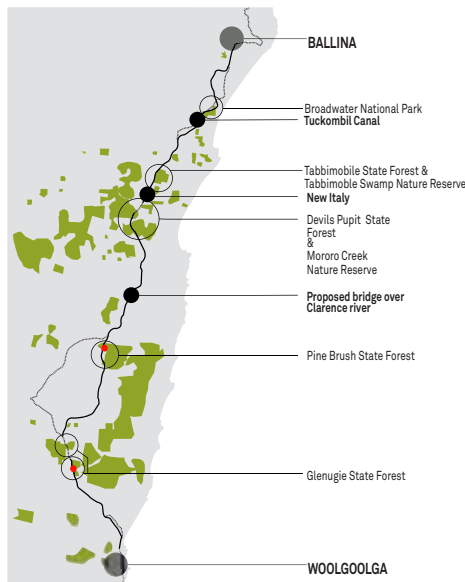 BALLINA
Broadwater National Park
Tuckombil Canal
Tabbimobile State Forest &
Tabbimoble Swamp Nature Reserve
New Italy
Devils Pupit State
Forest
&
Mororo Creek
Nature Reserve
Proposed bridge over
Clarence river
Pine Brush State Forest
Glenugie State Forest
WOOLGOOLGA